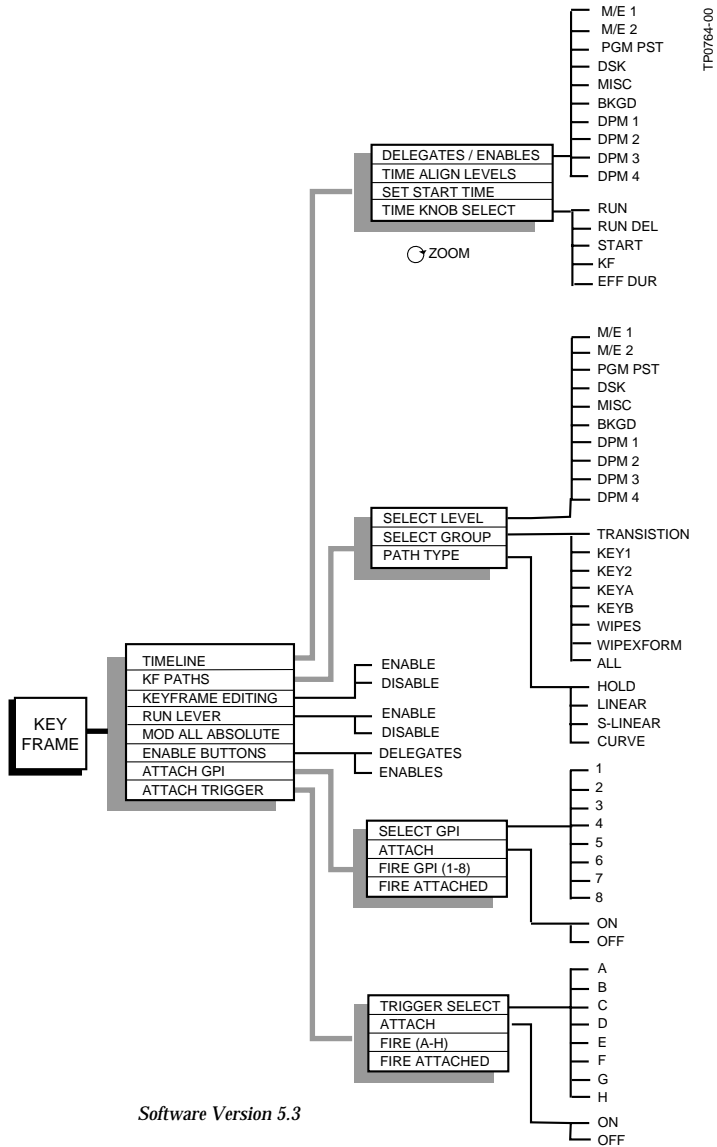 TP0764-00
M/E 1
M/E 2
PGM PST
DSK
MISC
BKGD
DPM 1
DPM 2
DPM 3
DPM 4
DELEGATES / ENABLES
TIME ALIGN LEVELS
SET START TIME
TIME KNOB SELECT
RUN
RUN DEL
START
KF
EFF DUR
ZOOM
M/E 1
M/E 2
PGM PST
DSK
MISC
BKGD
DPM 1
DPM 2
DPM 3
DPM 4
SELECT LEVEL
SELECT GROUP
PATH TYPE
TRANSISTION
KEY1
KEY2
KEYA
KEYB
WIPES
WIPEXFORM
ALL
HOLD
LINEAR
S-LINEAR
CURVE
KEY
FRAME
TIMELINE
KF PATHS
KEYFRAME EDITING
RUN LEVER
MOD ALL ABSOLUTE
ENABLE BUTTONS
ATTACH GPI
ATTACH TRIGGER
ENABLE
DISABLE
ENABLE
DISABLE
DELEGATES
ENABLES
SELECT GPI
ATTACH
FIRE GPI (1-8)
FIRE ATTACHED
1
2
3
4
5
6
7
8
ON
OFF
TRIGGER SELECT
ATTACH
FIRE (A-H)
FIRE ATTACHED
A
B
C
D
E
F
G
H
ON
OFF
Software Version 5.3